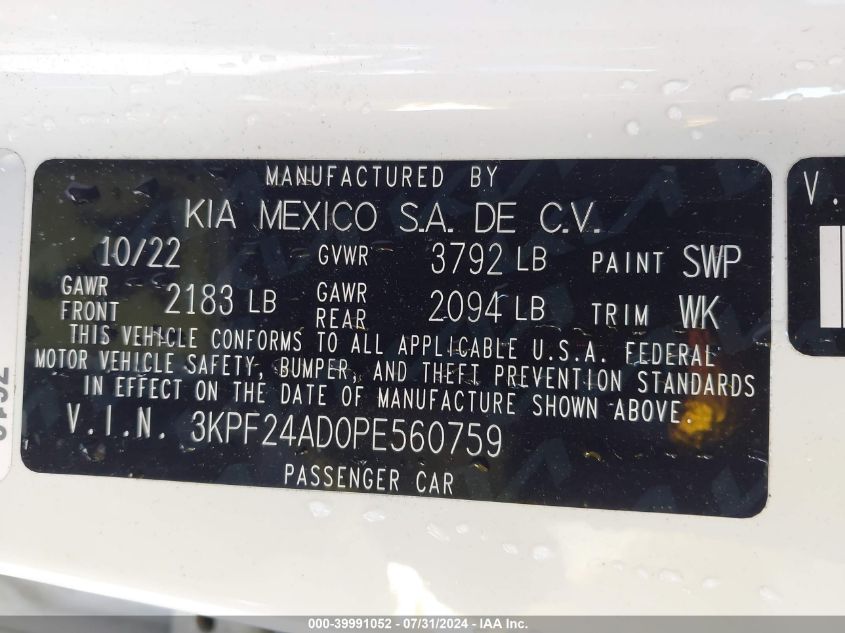 MANUFACTURED BY
KIA MEXICO S.A. DE C.V.
10/22 GVWR 3792 LB PAINT SWP
GAWR FRONT 2183 LB GAWR REAR 2094 LB TRIM WK
THIS VEHICLE CONFORMS TO ALL APPLICABLE U.S.A. FEDERAL
MOTOR VEHICLE SAFETY, BUMPER, AND THEFT PREVENTION STANDARDS
IN EFFECT ON THE DATE OF MANUFACTURE SHOWN ABOVE.
V.I.N. 3KPF24AD0PE560759
PASSENGER CAR
V.
000-39991052 - 07/31/2024 - IAA Inc.